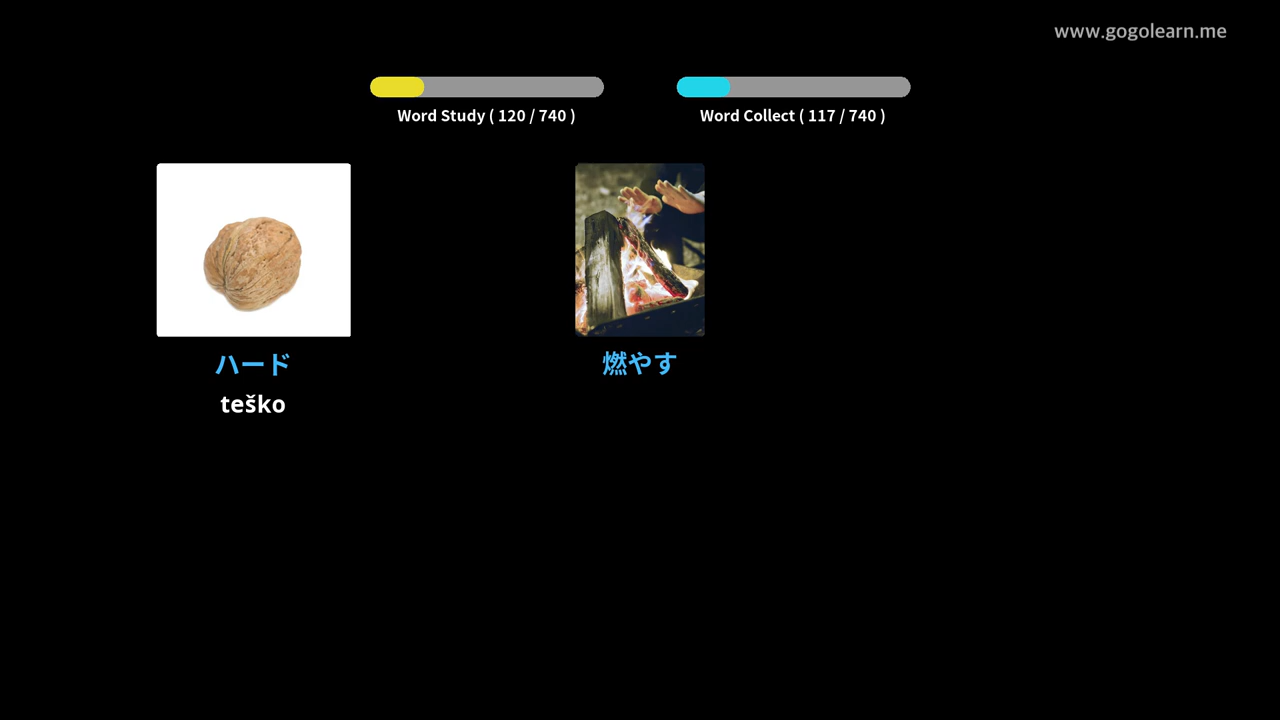 www.gogolearn.me
Word Study ( 120 / 740 )
Word Collect ( 117 / 740 )
ハード
teško
燃やす